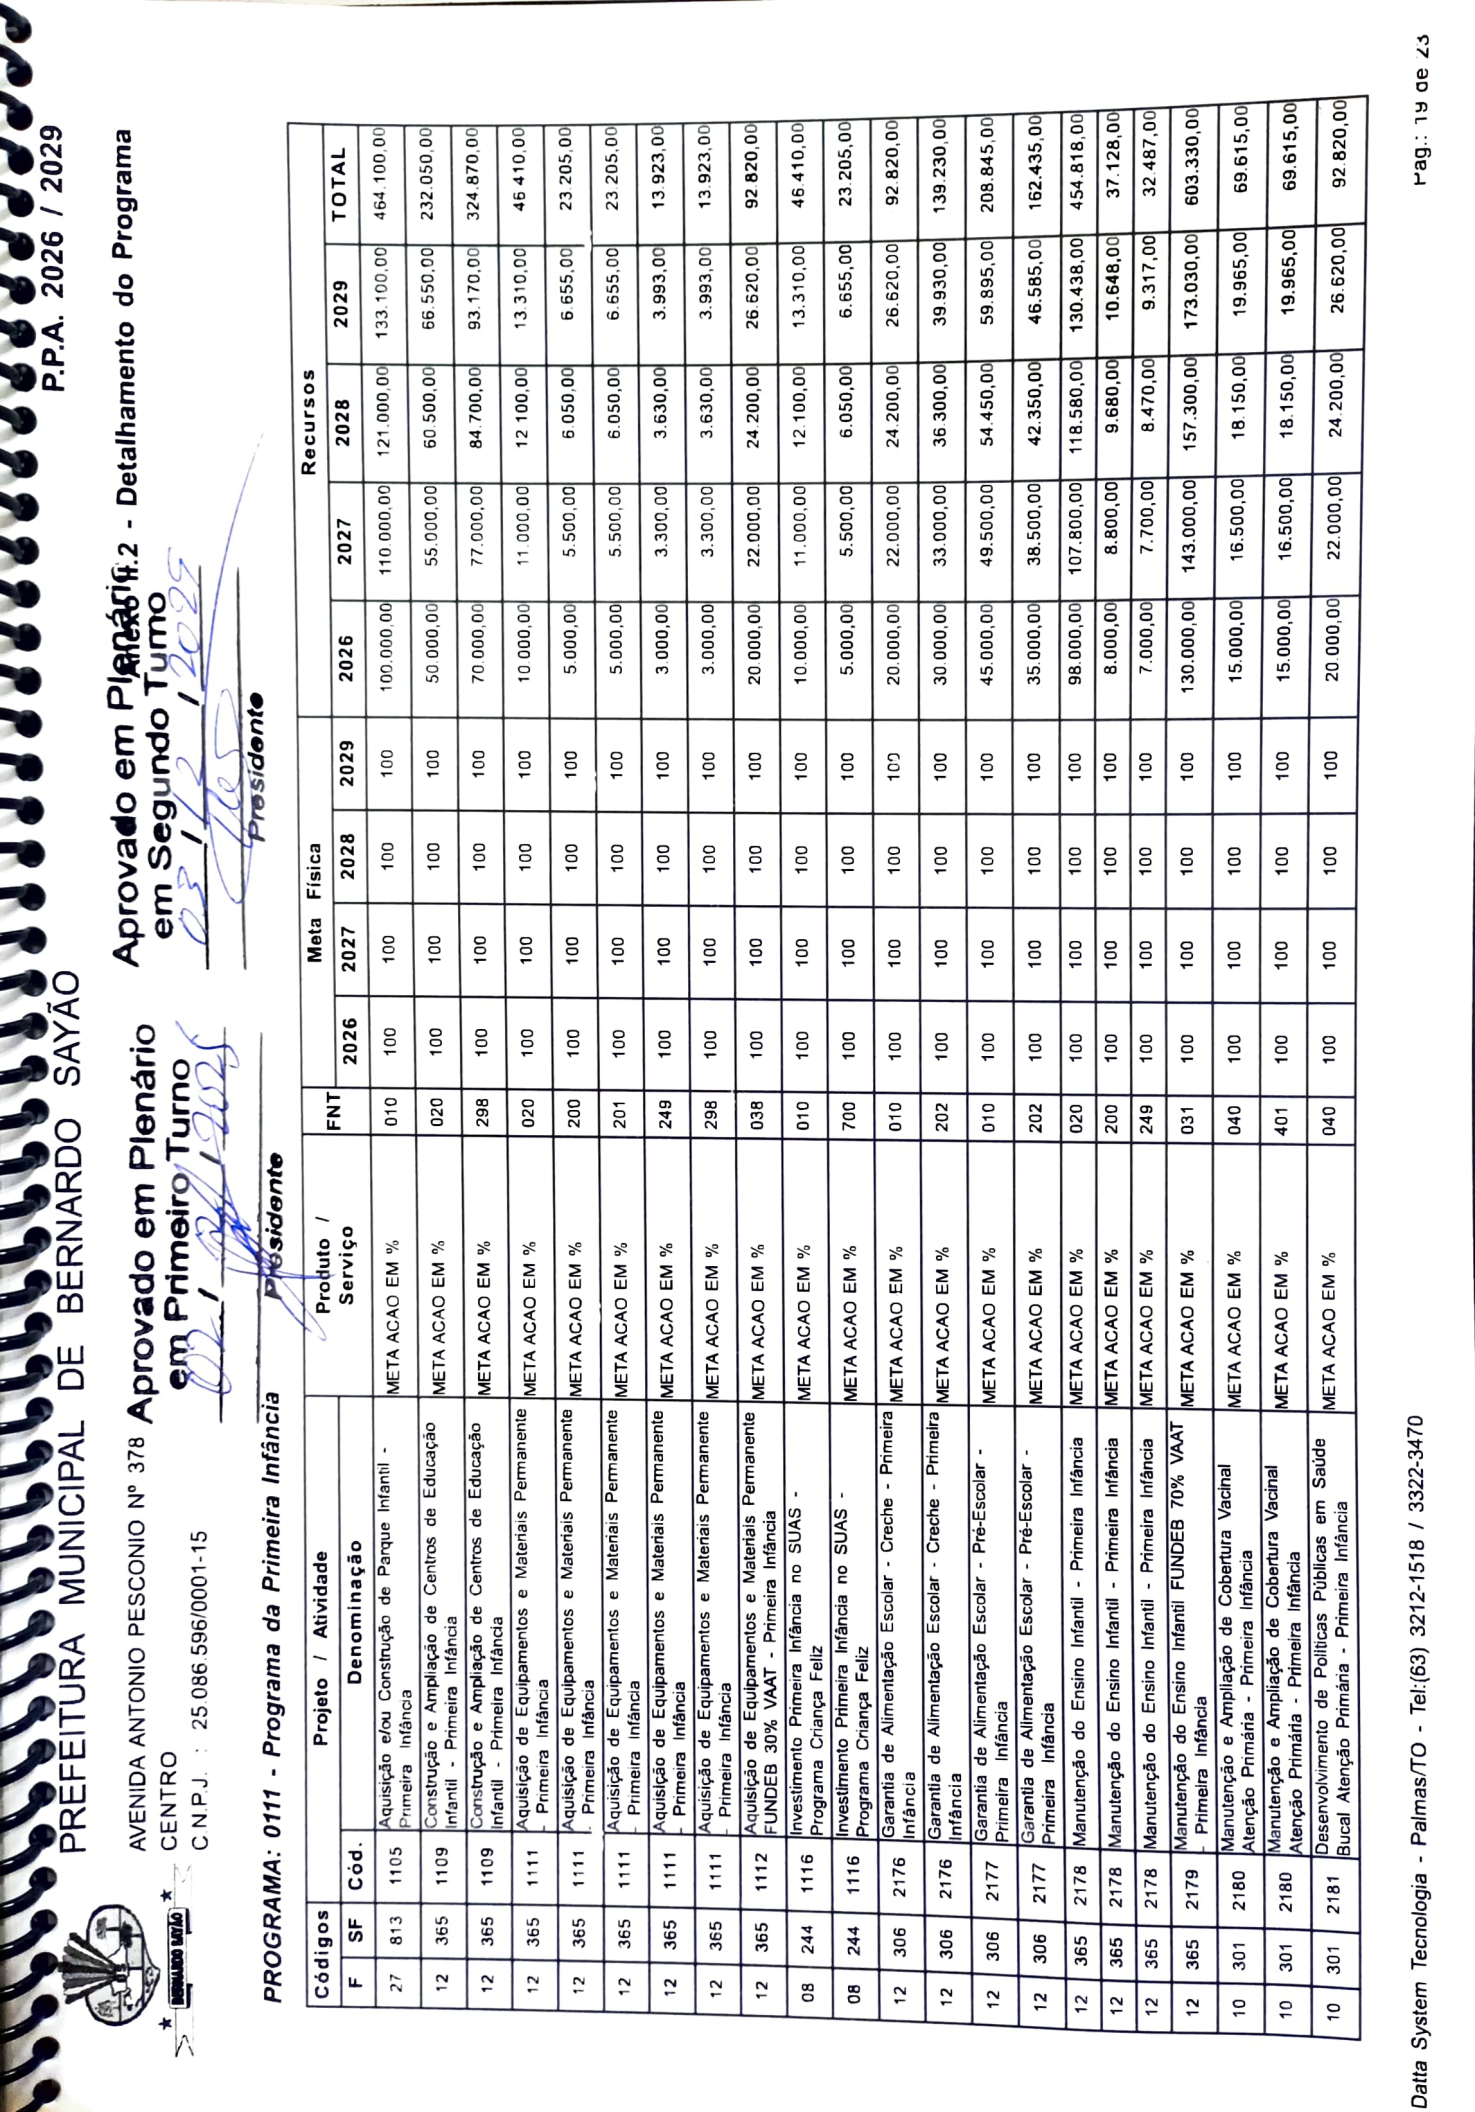 P.P.A. 2026 / 2029
PREFEITURA MUNICIPAL DE BERNARDO SAYÃO
BERNARDO SAYÃO
AVENIDA ANTONIO PESCONIO Nº 378
CENTRO
C.N.P.J. : 25.086.596/0001-15
Aprovado em Plenário
em Primeiro Turno
Presidente
Aprovado em Plenário
em Segundo Turno
03 / 12 / 2025
Presidente
Anexo II.2 - Detalhamento do Programa
PROGRAMA: 0111 - Programa da Primeira Infância
Códigos Projeto / Atividade Produto / Serviço FNT Meta Física Recursos
F SF Cód. Denominação 2026 2027 2028 2029 2026 2027 2028 2029 TOTAL
27 813 1105 Aquisição e/ou Construção de Parque Infantil - META ACAO EM % 010 100 100 100 100 100.000,00 110.000,00 121.000,00 133.100,00 464.100,00
Primeira Infância
12 365 1109 Construção e Ampliação de Centros de Educação META ACAO EM % 020 100 100 100 100 50.000,00 55.000,00 60.500,00 66.550,00 232.050,00
Infantil - Primeira Infância
12 365 1109 Construção e Ampliação de Centros de Educação META ACAO EM % 298 100 100 100 100 70.000,00 77.000,00 84.700,00 93.170,00 324.870,00
Infantil - Primeira Infância
12 365 1111 Aquisição de Equipamentos e Materiais Permanente META ACAO EM % 020 100 100 100 100 10.000,00 11.000,00 12.100,00 13.310,00 46 410,00
- Primeira Infância
12 365 1111 Aquisição de Equipamentos e Materiais Permanente META ACAO EM % 200 100 100 100 100 5.000,00 5.500,00 6.050,00 6.655,00 23.205,00
- Primeira Infância
12 365 1111 Aquisição de Equipamentos e Materiais Permanente META ACAO EM % 201 100 100 100 100 5.000,00 5.500,00 6.050,00 6.655,00 23.205,00
- Primeira Infância
12 365 1111 Aquisição de Equipamentos e Materiais Permanente META ACAO EM % 249 100 100 100 100 3.000,00 3.300,00 3.630,00 3.993,00 13.923,00
- Primeira Infância
12 365 1111 Aquisição de Equipamentos e Materiais Permanente META ACAO EM % 298 100 100 100 100 3.000,00 3.300,00 3.630,00 3.993,00 13.923,00
- Primeira Infância
12 365 1112 Aquisição de Equipamentos e Materiais Permanente META ACAO EM % 038 100 100 100 100 20.000,00 22.000,00 24.200,00 26.620,00 92 820,00
FUNDEB 30% VAAT - Primeira Infância
08 244 1116 Investimento Primeira Infância no SUAS - META ACAO EM % 010 100 100 100 100 10.000,00 11.000,00 12.100,00 13.310,00 46.410,00
Programa Criança Feliz
08 244 1116 Investimento Primeira Infância no SUAS - META ACAO EM % 700 100 100 100 100 5.000,00 5.500,00 6.050,00 6.655,00 23.205,00
Programa Criança Feliz
12 306 2176 Garantia de Alimentação Escolar - Creche - Primeira META ACAO EM % 010 100 100 100 100 20.000,00 22.000,00 24.200,00 26.620,00 92.820,00
Infância
12 306 2176 Garantia de Alimentação Escolar - Creche - Primeira META ACAO EM % 202 100 100 100 100 30.000,00 33.000,00 36.300,00 39.930,00 139.230,00
Infância
12 306 2177 Garantia de Alimentação Escolar - Pré-Escolar - META ACAO EM % 010 100 100 100 100 45.000,00 49.500,00 54.450,00 59.895,00 208.845,00
Primeira Infância
12 306 2177 Garantia de Alimentação Escolar - Pré-Escolar - META ACAO EM % 202 100 100 100 100 35.000,00 38.500,00 42.350,00 46.585,00 162.435,00
Primeira Infância
12 365 2178 Manutenção do Ensino Infantil - Primeira Infância META ACAO EM % 020 100 100 100 100 98.000,00 107.800,00 118.580,00 130.438,00 454.818,00
12 365 2178 Manutenção do Ensino Infantil - Primeira Infância META ACAO EM % 200 100 100 100 100 8.000,00 8.800,00 9.680,00 10.648,00 37.128,00
12 365 2178 Manutenção do Ensino Infantil - Primeira Infância META ACAO EM % 249 100 100 100 100 7.000,00 7.700,00 8.470,00 9.317,00 32.487,00
12 365 2179 Manutenção do Ensino Infantil FUNDEB 70% VAAT META ACAO EM % 031 100 100 100 100 130.000,00 143.000,00 157.300,00 173.030,00 603.330,00
- Primeira Infância
10 301 2180 Manutenção e Ampliação de Cobertura Vacinal META ACAO EM % 040 100 100 100 100 15.000,00 16.500,00 18.150,00 19.965,00 69.615,00
Atenção Primária - Primeira Infância
10 301 2180 Manutenção e Ampliação de Cobertura Vacinal META ACAO EM % 401 100 100 100 100 15.000,00 16.500,00 18.150,00 19.965,00 69.615,00
Atenção Primária - Primeira Infância
10 301 2181 Desenvolvimento de Políticas Públicas em Saúde META ACAO EM % 040 100 100 100 100 20.000,00 22.000,00 24.200,00 26.620,00 92.820,00
Bucal Atenção Primária - Primeira Infância
Datta System Tecnologia - Palmas/TO - Tel:(63) 3212-1518 / 3322-3470
Pág.: 19 de 23